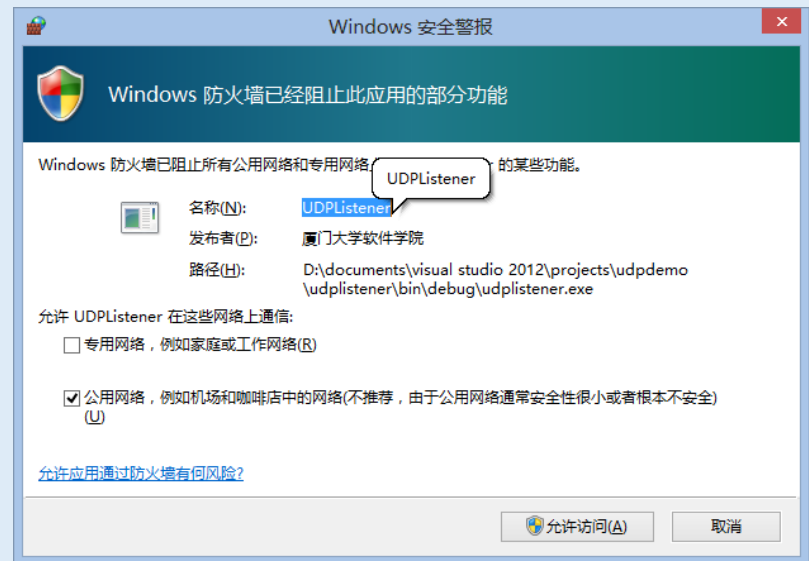 Windows 安全警报
Windows 防火墙已经阻止此应用的部分功能
Windows 防火墙已阻止所有公用网络和专用网络 的某些功能。
UDPListener
名称(N): UDPListener
发布者(P): 厦门大学软件学院
路径(H): D:\documents\visual studio 2012\projects\udpdemo
\udplistener\bin\debug\udplistener.exe
允许 UDPListener 在这些网络上通信:
专用网络，例如家庭或工作网络(R)
公用网络，例如机场和咖啡店中的网络(不推荐，由于公用网络通常安全性很小或者根本不安全)
(U)
允许应用通过防火墙有何风险?
允许访问(A) 取消